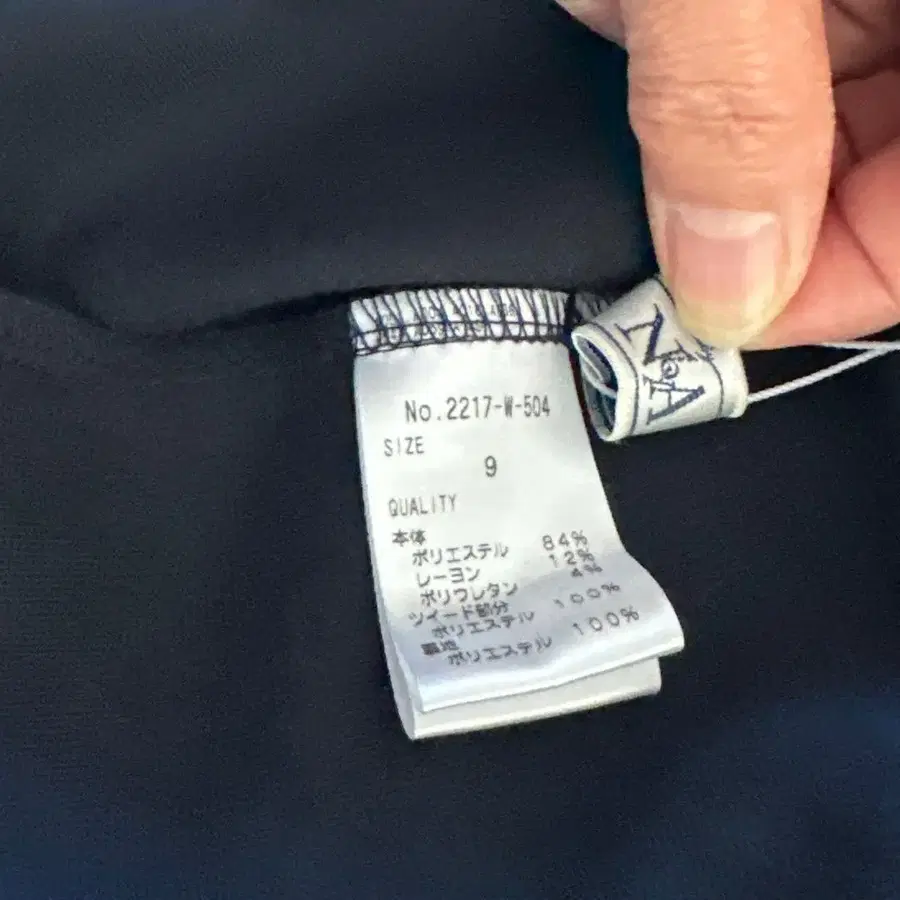 No.2217-W-504
SIZE
9
QUALITY
本体
ポリエステル 84%
レーヨン 12%
ポリウレタン 4%
ツイード部分
ポリエステル 100%
裏地
ポリエステル 100%